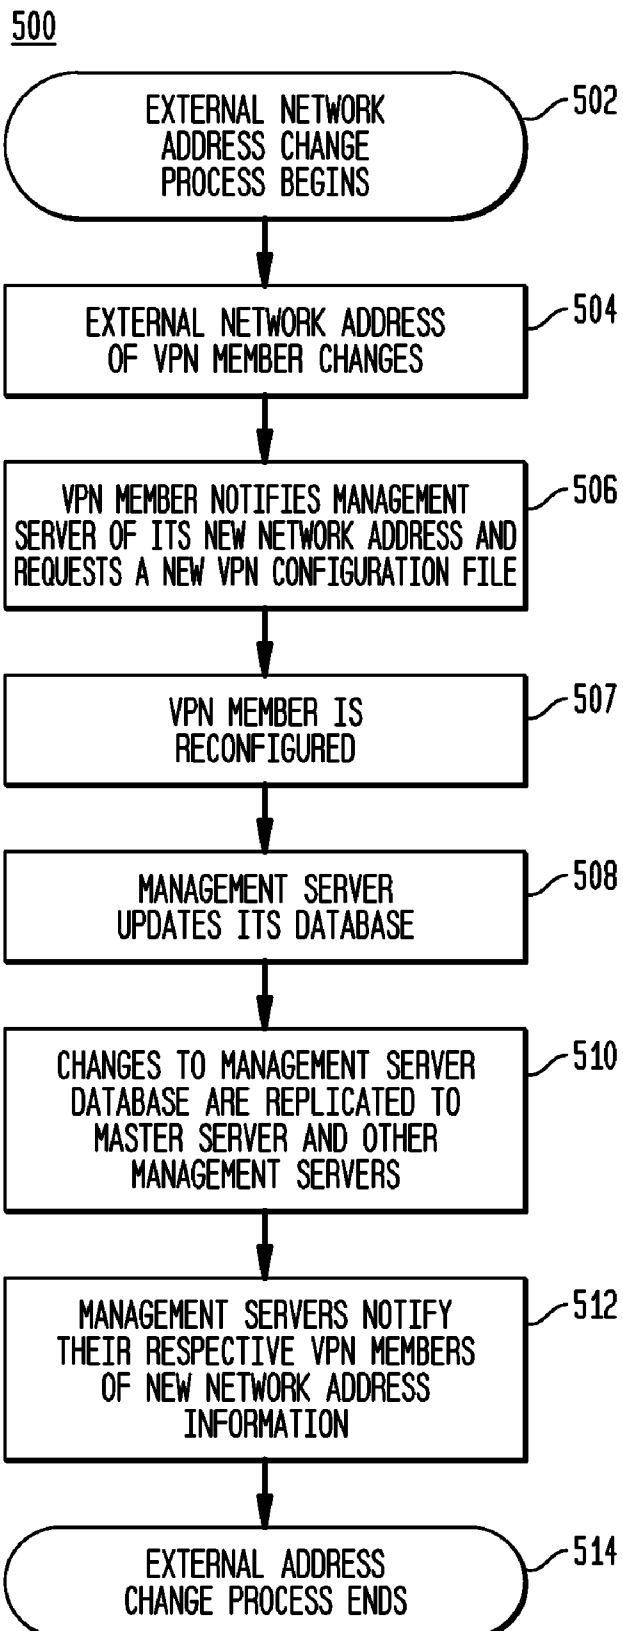 500
EXTERNAL NETWORK
ADDRESS CHANGE
PROCESS BEGINS
502
EXTERNAL NETWORK ADDRESS
OF VPN MEMBER CHANGES
504
VPN MEMBER NOTIFIES MANAGEMENT
SERVER OF ITS NEW NETWORK ADDRESS AND
REQUESTS A NEW VPN CONFIGURATION FILE
506
VPN MEMBER IS
RECONFIGURED
507
MANAGEMENT SERVER
UPDATES ITS DATABASE
508
CHANGES TO MANAGEMENT SERVER
DATABASE ARE REPLICATED TO
MASTER SERVER AND OTHER
MANAGEMENT SERVERS
510
MANAGEMENT SERVERS NOTIFY
THEIR RESPECTIVE VPN MEMBERS
OF NEW NETWORK ADDRESS
INFORMATION
512
EXTERNAL ADDRESS
CHANGE PROCESS ENDS
514